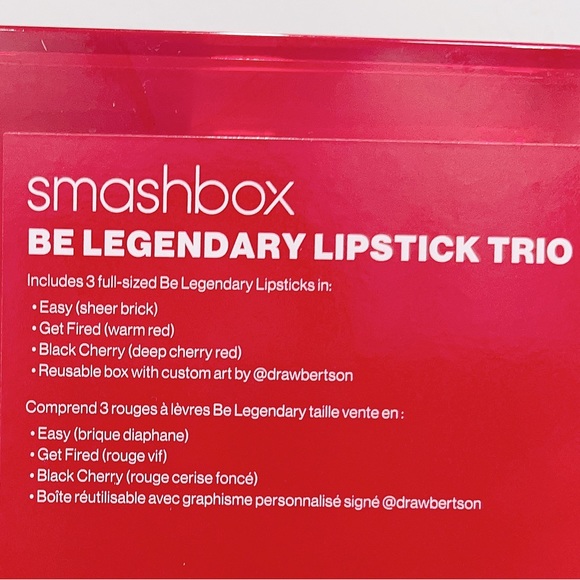 smashbox
BE LEGENDARY LIPSTICK TRIO
Includes 3 full-sized Be Legendary Lipsticks in:
• Easy (sheer brick)
• Get Fired (warm red)
• Black Cherry (deep cherry red)
• Reusable box with custom art by @drawbertson
Comprend 3 rouges à lèvres Be Legendary taille vente en :
• Easy (brique diaphane)
• Get Fired (rouge vif)
• Black Cherry (rouge cerise foncé)
• Boîte réutilisable avec graphisme personnalisé signé @drawbertson